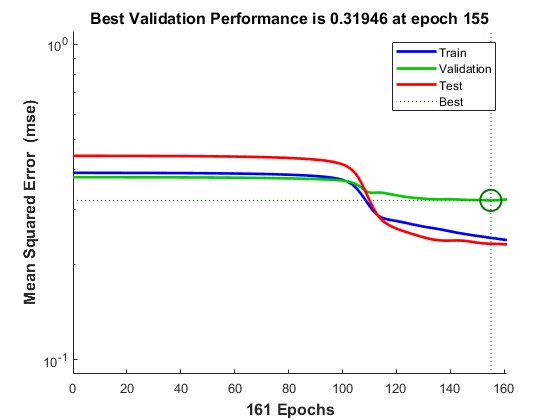 Best Validation Performance is 0.31946 at epoch 155
Train
Validation
Test
Best
10^0
10^-1
Mean Squared Error (mse)
0 20 40 60 80 100 120 140 160
161 Epochs